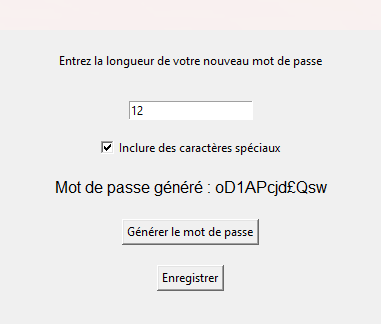 Entrez la longueur de votre nouveau mot de passe
12
Inclure des caractères spéciaux
Mot de passe généré : oD1APcjd£Qsw
Générer le mot de passe
Enregistrer